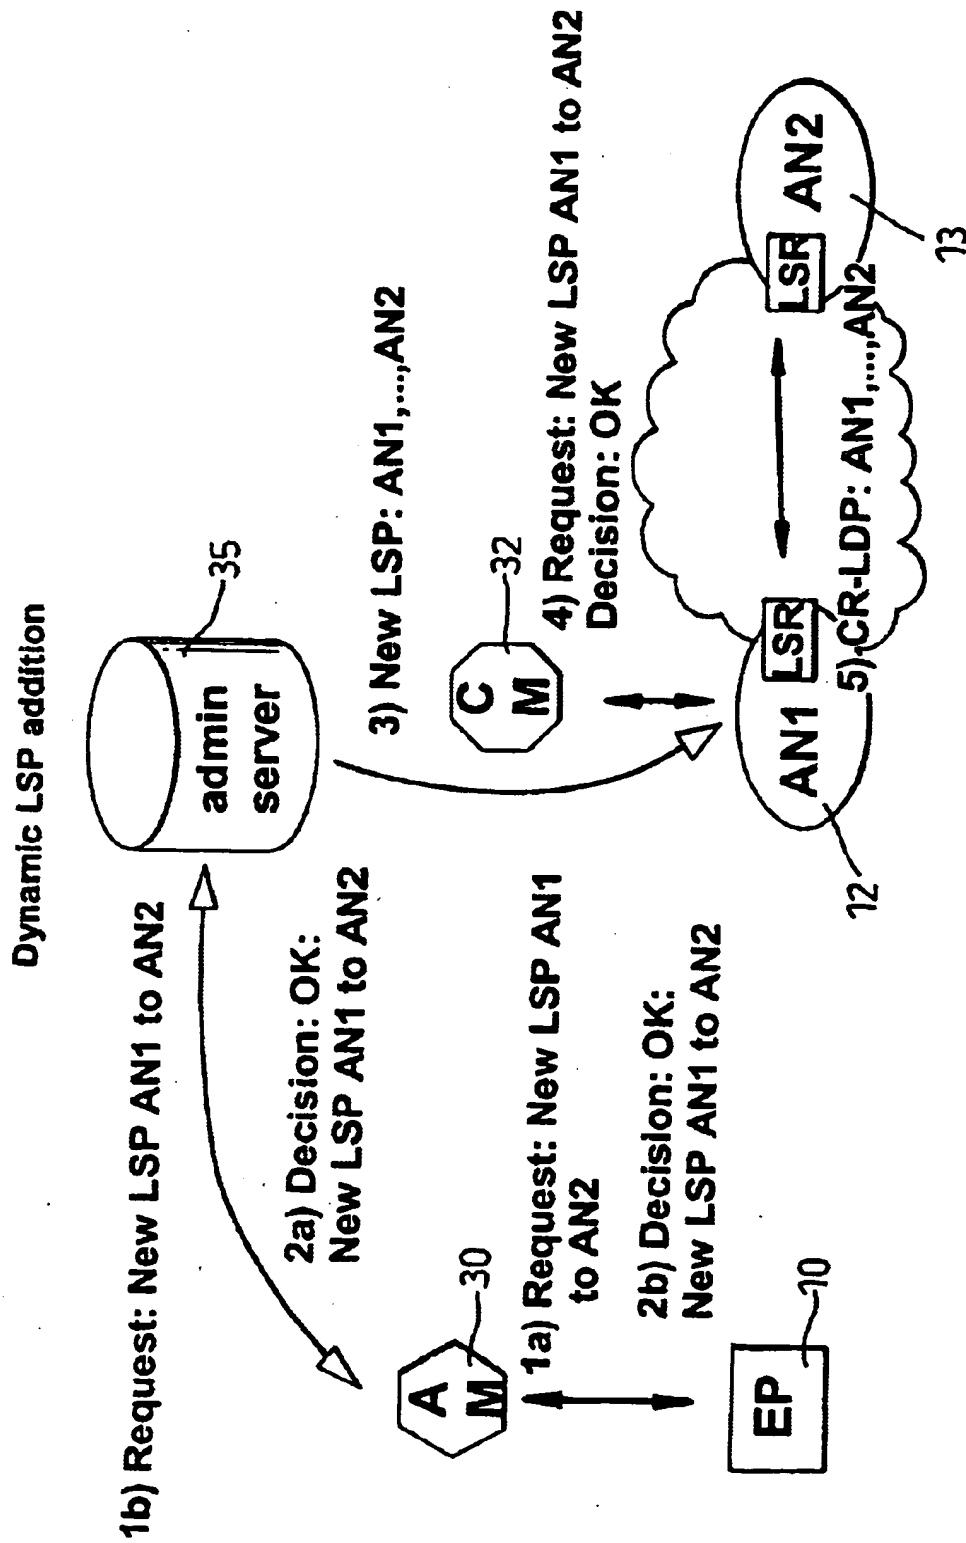 Dynamic LSP addition
1b) Request: New LSP AN1 to AN2
admin
server
35
2a) Decision: OK:
New LSP AN1 to AN2
3) New LSP: AN1,...,AN2
A
M
30
C
M
32
1a) Request: New LSP AN1
to AN2
4) Request: New LSP AN1 to AN2
Decision: OK
2b) Decision: OK:
New LSP AN1 to AN2
EP
10
AN1
LSR
12
LSR
AN2
13
5) CR-LDP: AN1,...,AN2